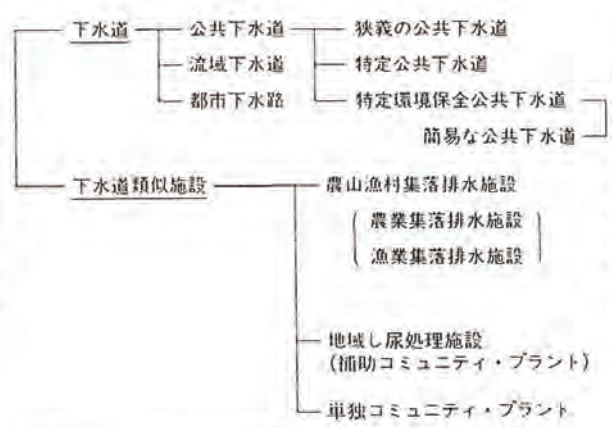 下水道 公共下水道 狭義の公共下水道
流域下水道 特定公共下水道
都市下水路 特定環境保全公共下水道
簡易な公共下水道
下水道類似施設 農山漁村集落排水施設
農業集落排水施設
漁業集落排水施設
地域し尿処理施設
(補助コミュニティ・プラント)
単独コミュニティ・プラント